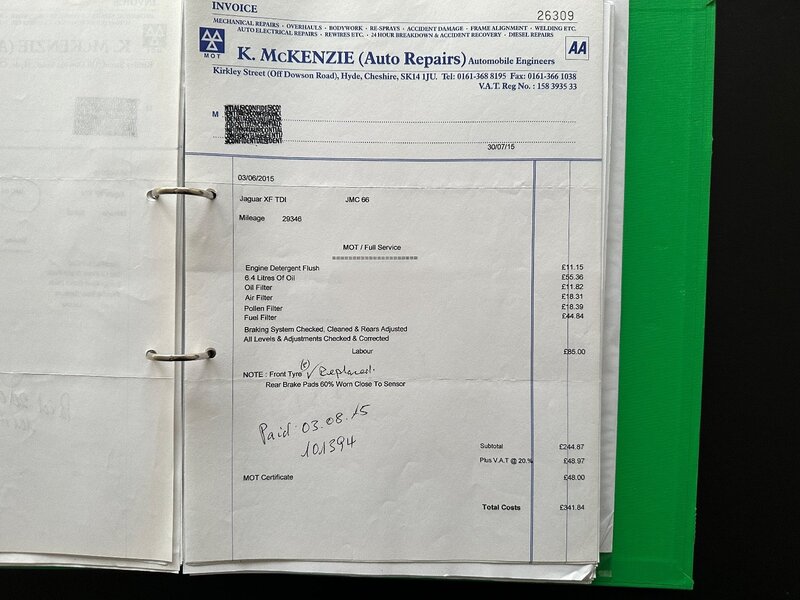 INVOICE
26309
MECHANICAL REPAIRS · OVERHAULS · BODYWORK · RE-SPRAYS · ACCIDENT DAMAGE · FRAME ALIGNMENT · WELDING ETC.
AUTO ELECTRICAL REPAIRS · REWIRES ETC. · 24 HOUR BREAKDOWN & ACCIDENT RECOVERY · DIESEL REPAIRS
MOT
K. McKENZIE (Auto Repairs) Automobile Engineers
AA
Kirkley Street (Off Dowson Road), Hyde, Cheshire, SK14 1JU. Tel: 0161-368 8195 Fax: 0161-366 1038
V.A.T. Reg No. : 158 3935 33
M
30/07/15
03/06/2015
Jaguar XF TDI JMC 66
Mileage 29346
MOT / Full Service
Engine Detergent Flush £11.15
6.4 Litres Of Oil £55.36
Oil Filter £11.82
Air Filter £18.31
Pollen Filter £18.39
Fuel Filter £44.84
Braking System Checked, Cleaned & Rears Adjusted
All Levels & Adjustments Checked & Corrected
Labour £85.00
NOTE : Front Tyre (s) √ Replaced.
Rear Brake Pads 60% Worn Close To Sensor
Paid: 03.08.15
101394
Subtotal £244.87
Plus V.A.T @ 20.% £48.97
MOT Certificate £48.00
Total Costs £341.84